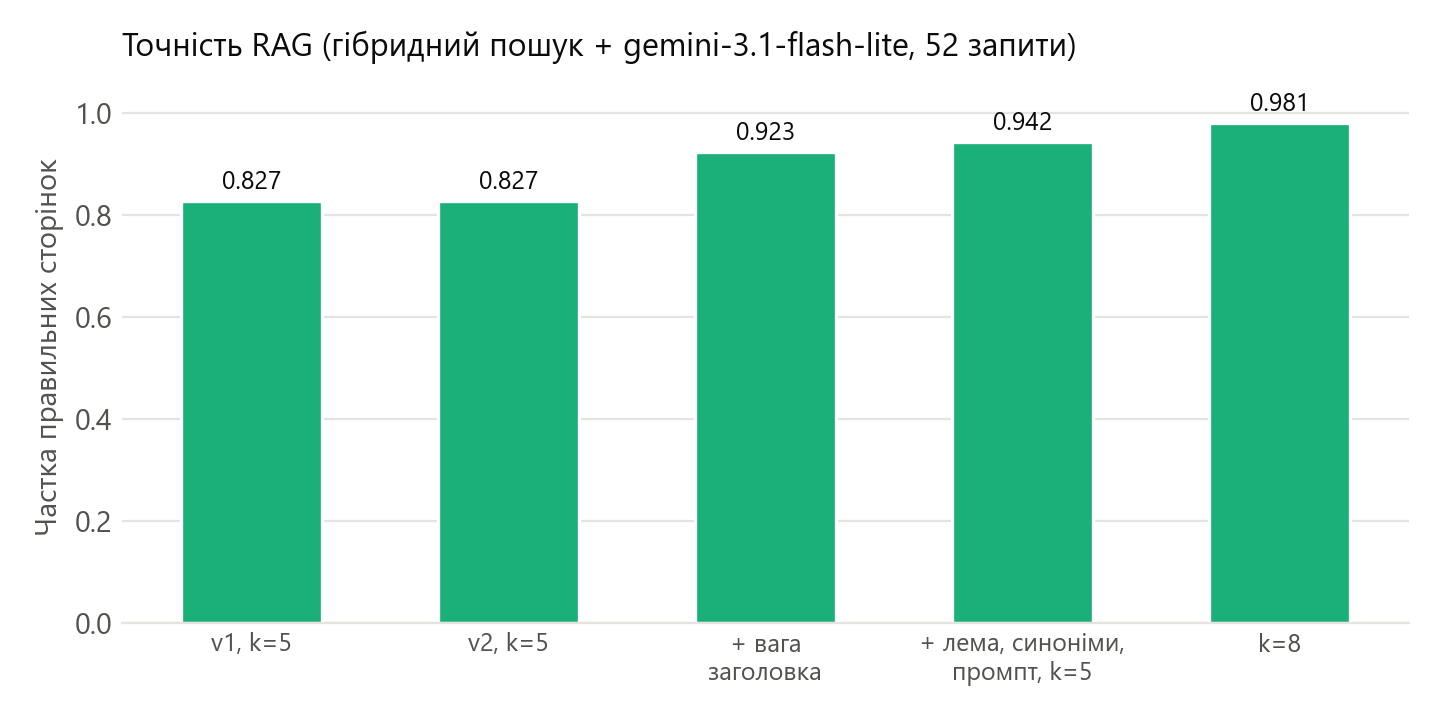 Точність RAG (гібридний пошук + gemini-3.1-flash-lite, 52 запити)
Частка правильних сторінок
1.0
0.8
0.6
0.4
0.2
0.0
0.827
0.827
0.923
0.942
0.981
v1, k=5
v2, k=5
+ вага
заголовка
+ лема, синоніми,
промпт, k=5
k=8